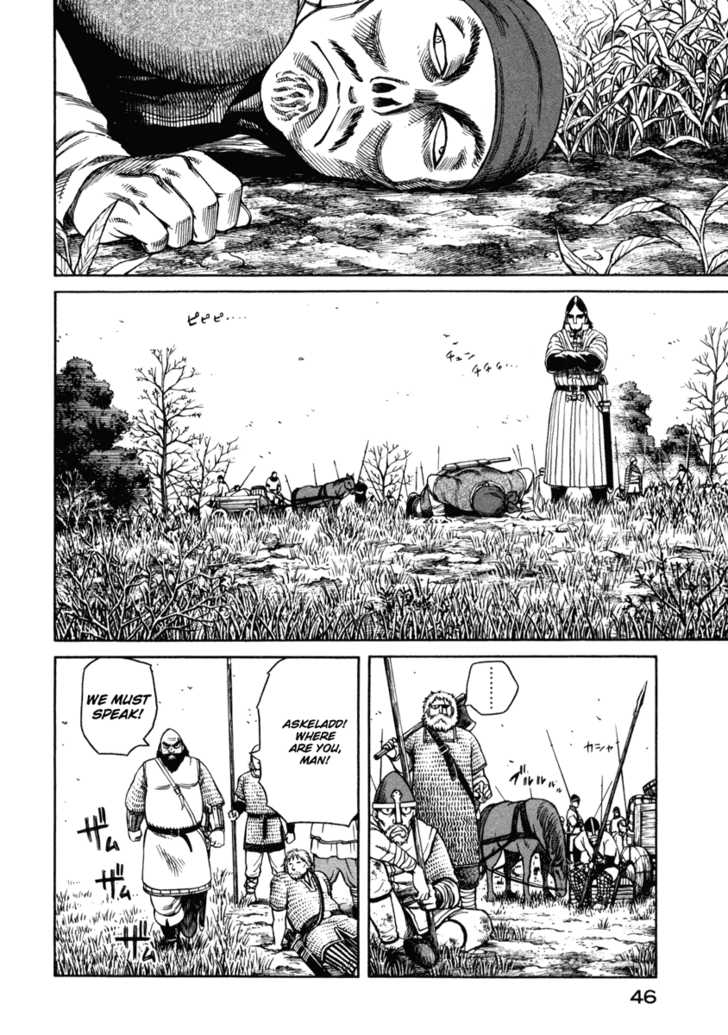 ピピピ・・・・
チュン
チチチ・・・
………
ブルルルル
カシャ
ASKELADD!
WHERE
ARE YOU,
MAN!
WE MUST
SPEAK!
ザム
ザム
ザム
46